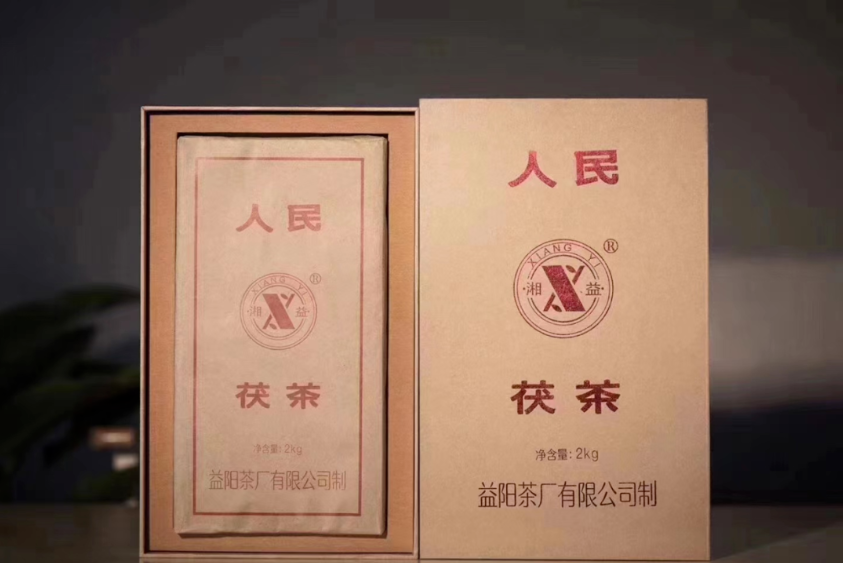 人民
XIANG YI
®
湘 益
茯茶
净含量: 2kg
益阳茶厂有限公司制
人民
XIANG YI
®
湘 益
茯茶
净含量: 2kg
益阳茶厂有限公司制